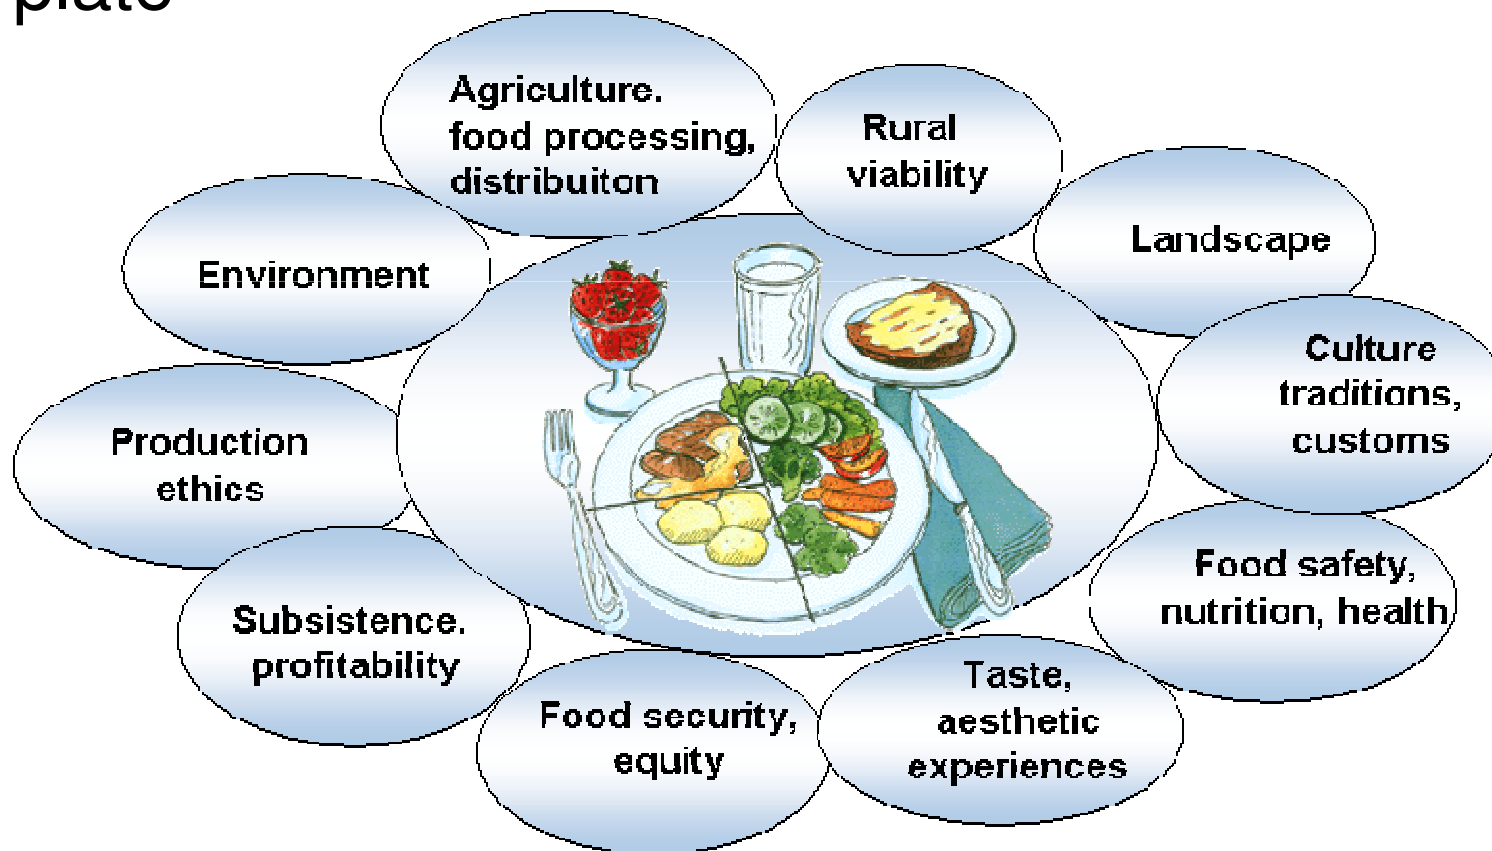 plate
Agriculture.
food processing,
distribuiton
Rural
viability
Landscape
Environment
Culture
traditions,
customs
Production
ethics
Food safety,
nutrition, health
Subsistence.
profitability
Food security,
equity
Taste,
aesthetic
experiences